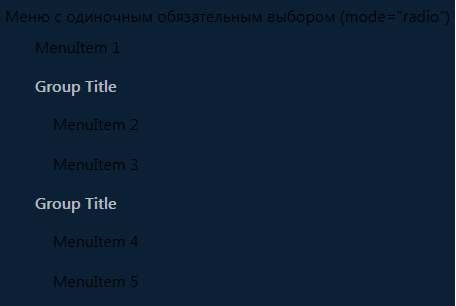 Меню с одиночным обязательным выбором (mode="radio")
MenuItem 1
Group Title
MenuItem 2
MenuItem 3
Group Title
MenuItem 4
MenuItem 5